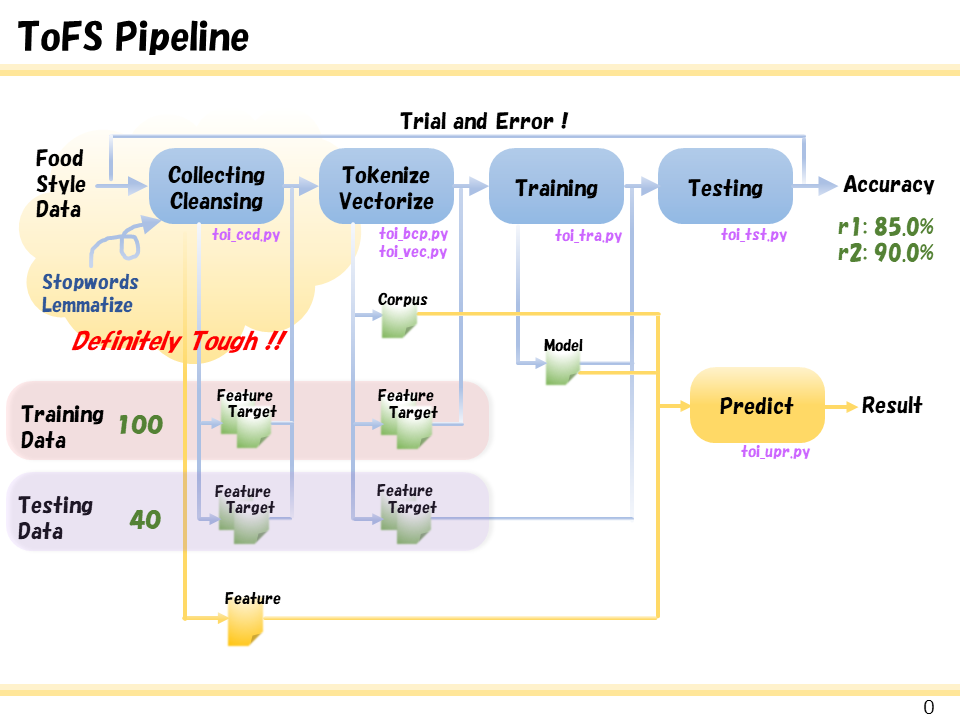 ToFS Pipeline
Trial and Error !
Food
Style
Data
Collecting
Cleansing
Tokenize
Vectorize
Training
Testing
Accuracy
toi_ccd.py
toi_bcp.py
toi_vec.py
toi_tra.py
toi_tst.py
r1: 85.0%
r2: 90.0%
Stopwords
Lemmatize
Corpus
Definitely Tough !!
Model
Training
Data
100
Feature
Target
Feature
Target
Predict
Result
toi_upr.py
Testing
Data
40
Feature
Target
Feature
Target
Feature
0